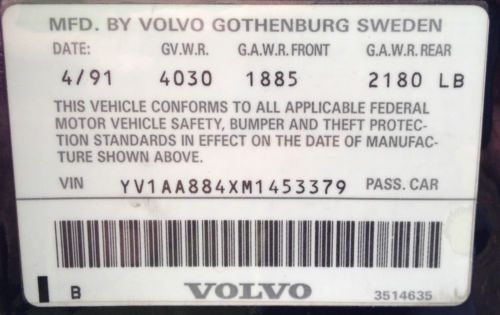 MFD. BY VOLVO GOTHENBURG SWEDEN
DATE: GV.W.R. G.A.W.R. FRONT G.A.W.R. REAR
4/91 4030 1885 2180 LB
THIS VEHICLE CONFORMS TO ALL APPLICABLE FEDERAL
MOTOR VEHICLE SAFETY, BUMPER AND THEFT PROTEC-
TION STANDARDS IN EFFECT ON THE DATE OF MANUFAC-
TURE SHOWN ABOVE.
VIN YV1AA884XM1453379 PASS. CAR
B VOLVO 3514635